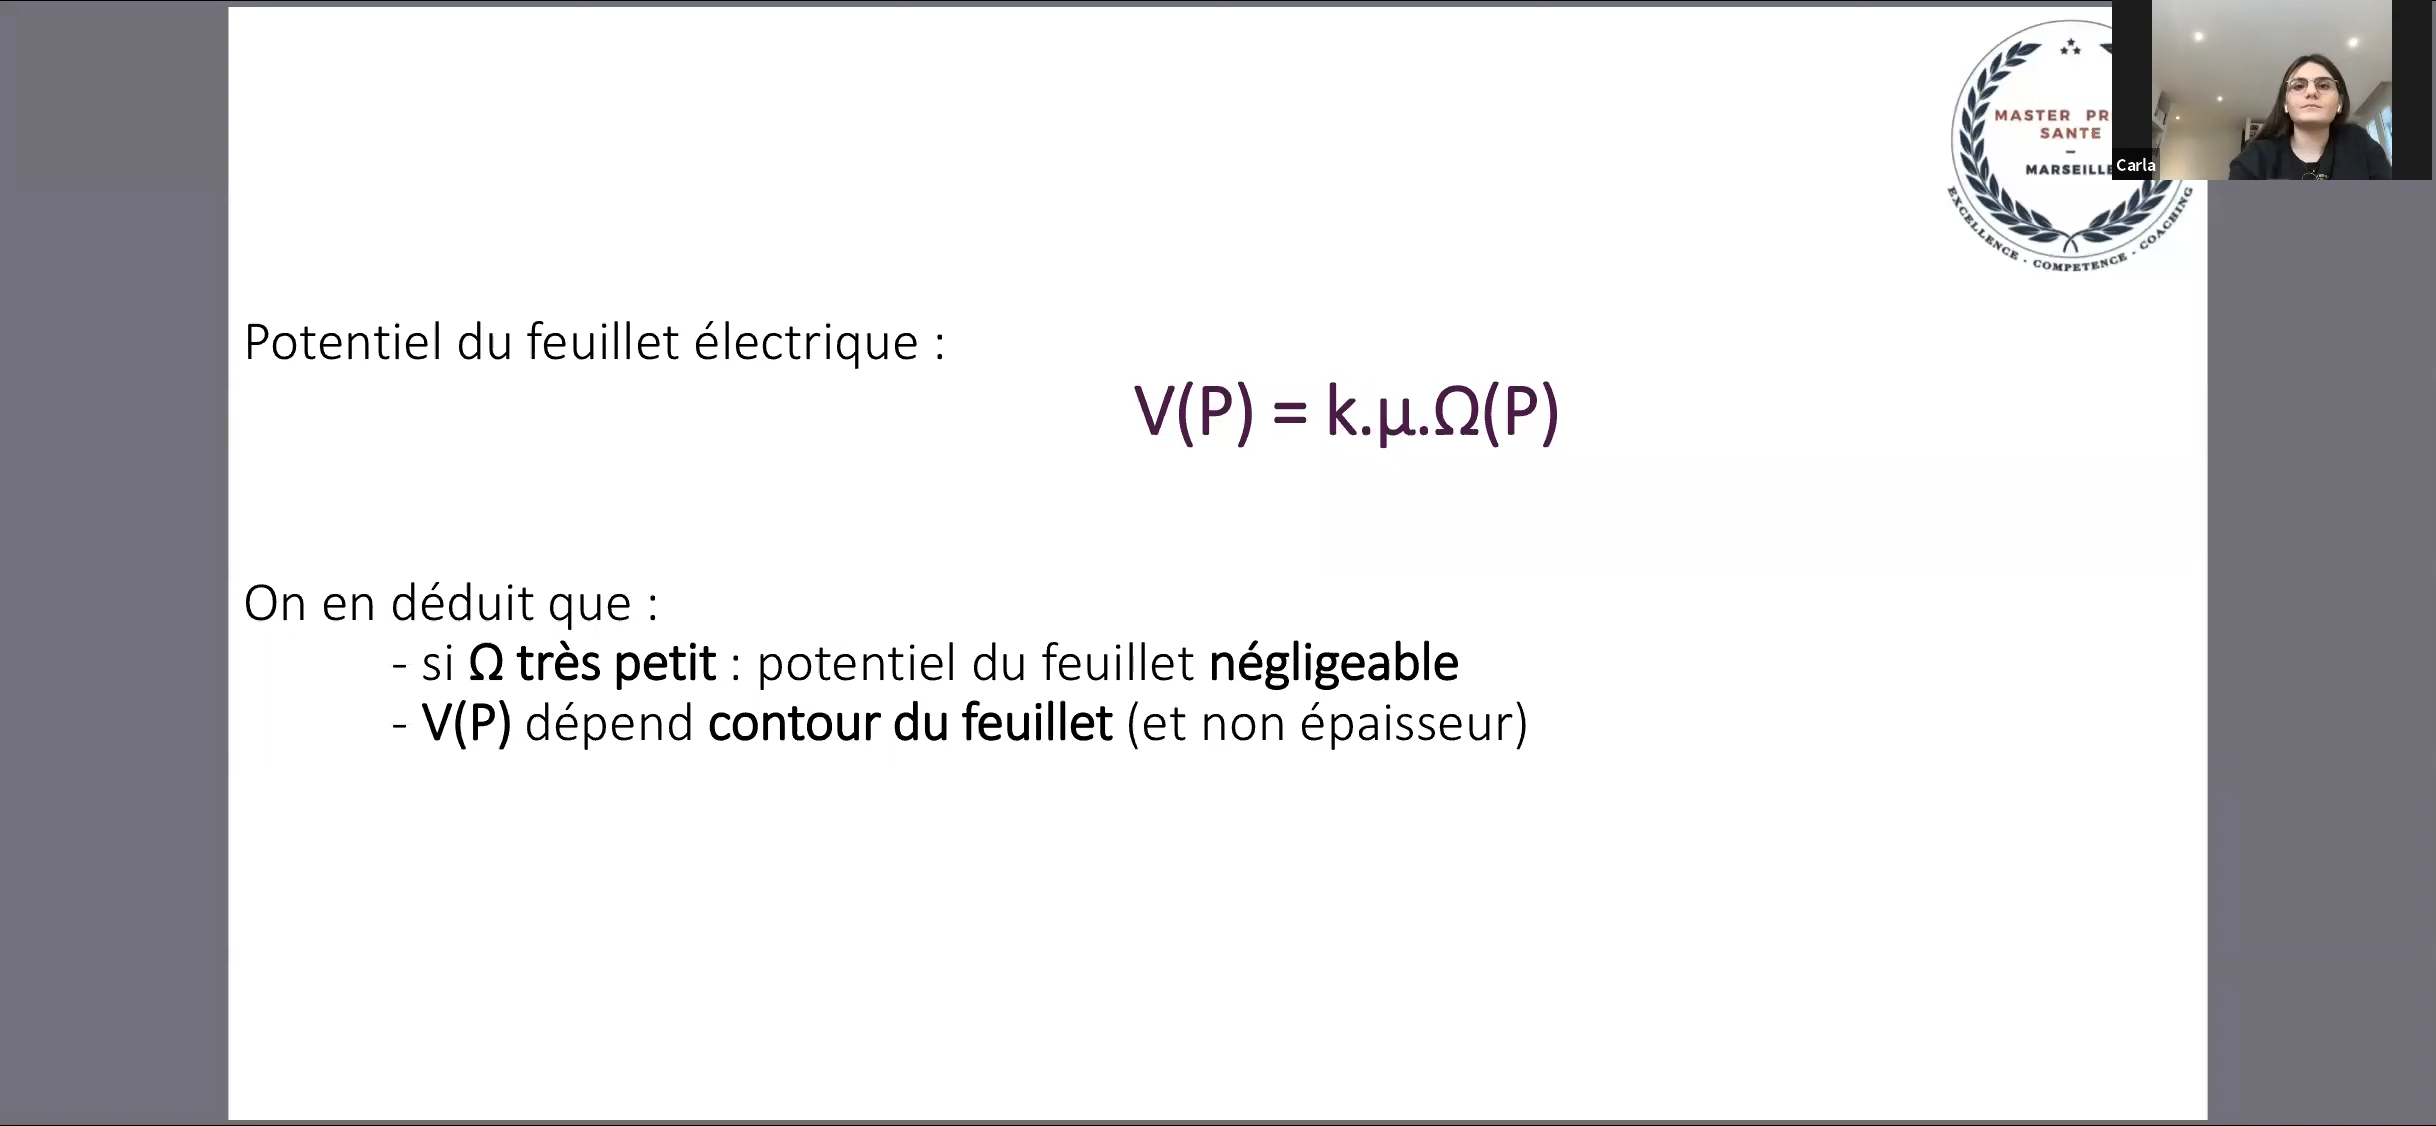 MASTER PR
SANTE
–
MARSEILLE
EXCELLENCE - COMPETENCE - COACHING
Carla
Potentiel du feuillet électrique :
V(P) = k.µ.Ω(P)
On en déduit que :
- si Ω très petit : potentiel du feuillet négligeable
- V(P) dépend contour du feuillet (et non épaisseur)